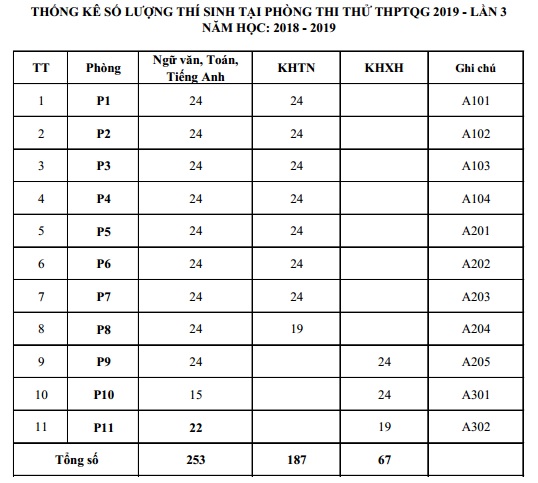 THỐNG KÊ SỐ LƯỢNG THÍ SINH TẠI PHÒNG THI THỬ THPTQG 2019 - LẦN 3
NĂM HỌC: 2018 - 2019
TT Phòng Ngữ văn, Toán, Tiếng Anh KHTN KHXH Ghi chú
1 P1 24 24 A101
2 P2 24 24 A102
3 P3 24 24 A103
4 P4 24 24 A104
5 P5 24 24 A201
6 P6 24 24 A202
7 P7 24 24 A203
8 P8 24 19 A204
9 P9 24 24 A205
10 P10 15 24 A301
11 P11 22 19 A302
Tổng số 253 187 67